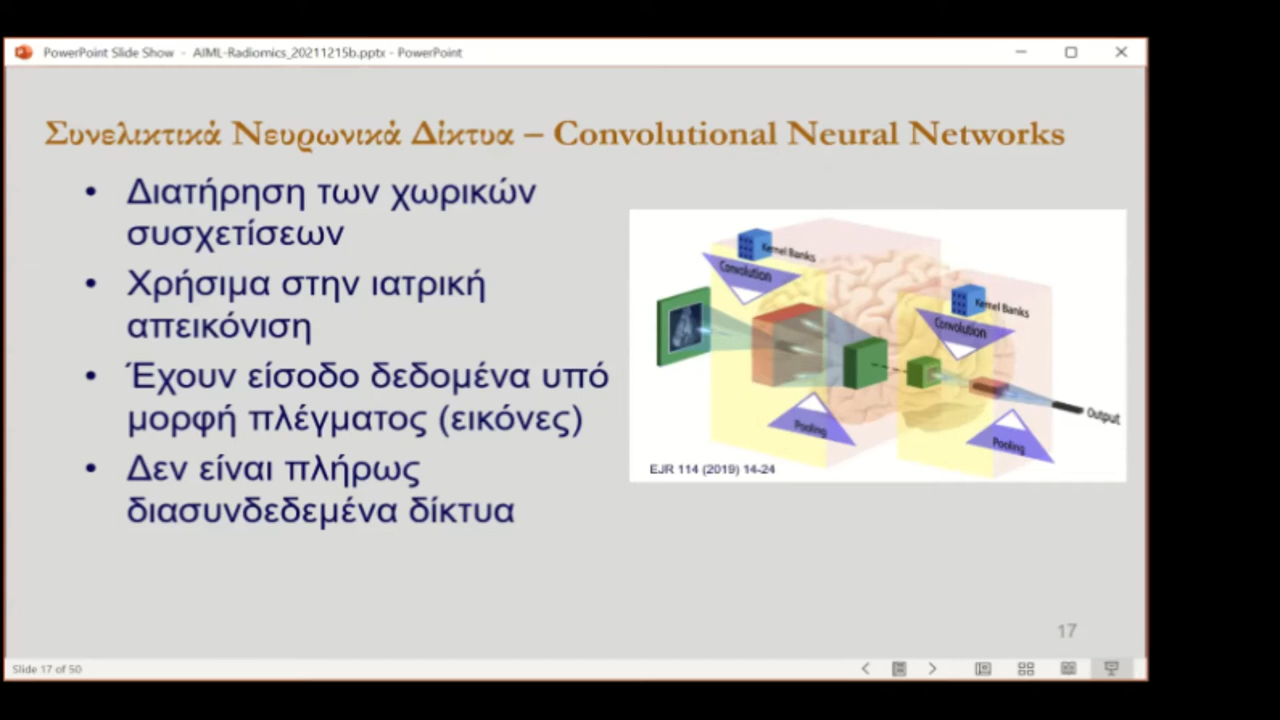 PowerPoint Slide Show - AIML-Radiomics_20211215b.pptx - PowerPoint
Συνελικτικά Νευρωνικά Δίκτυα – Convolutional Neural Networks
• Διατήρηση των χωρικών
συσχετίσεων
• Χρήσιμα στην ιατρική
απεικόνιση
• Έχουν είσοδο δεδομένα υπό
μορφή πλέγματος (εικόνες)
• Δεν είναι πλήρως
διασυνδεδεμένα δίκτυα
Kernel Banks
Convolution
Kernel Banks
Convolution
Output
Pooling
Pooling
EJR 114 (2019) 14-24
17
Slide 17 of 50